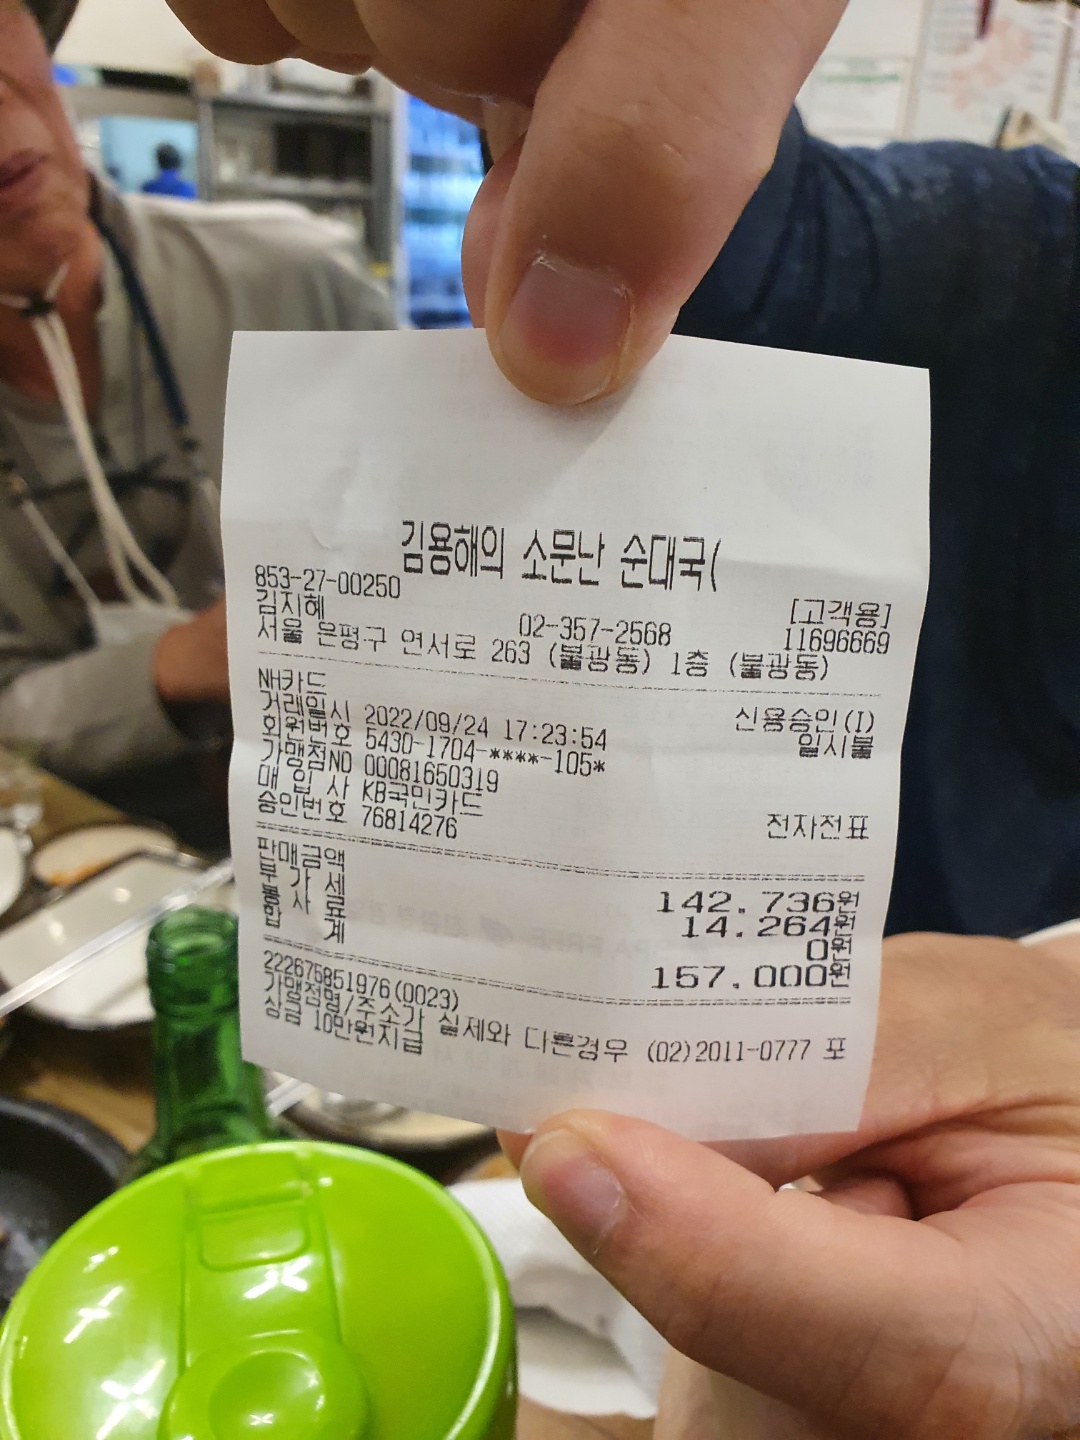 김용해의 소문난 순대국(
853-27-00250 [고객용]
김지혜 02-357-2568 11696669
서울 은평구 연서로 263 (불광동) 1층 (불광동)
NH카드 신용승인(I)
거래일시 2022/09/24 17:23:54 일시불
회원번호 5430-1704-****-105*
가맹점NO 00081650319
매 입 사 KB국민카드
승인번호 76814276 전자전표
판매금액 142,736원
부 가 세 14,264원
봉 사 료 0원
합 계 157,000원
222675851976(0023)
가맹점명/주소가 실제와 다른경우 (02)2011-0777 포
상금 10만원지급